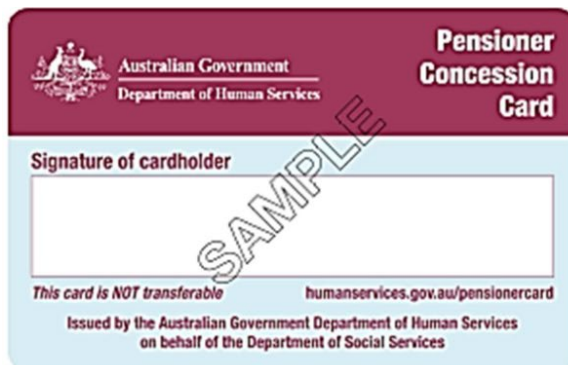 Australian Government
Department of Human Services
Pensioner
Concession
Card
Signature of cardholder
SAMPLE
This card is NOT transferable
humanservices.gov.au/pensionercard
Issued by the Australian Government Department of Human Services
on behalf of the Department of Social Services